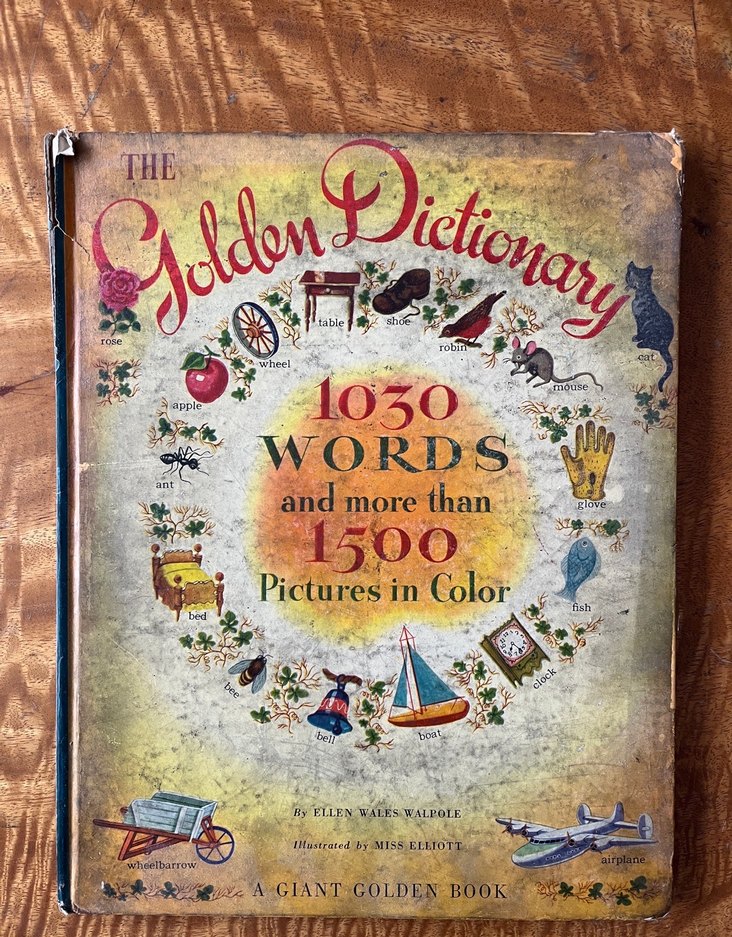 THE
Golden Dictionary
rose
wheel
table
shoe
robin
mouse
cat
apple
ant
glove
bed
fish
bee
bell
boat
clock
1030
WORDS
and more than
1500
Pictures in Color
By ELLEN WALES WALPOLE
Illustrated by MISS ELLIOTT
wheelbarrow
airplane
A GIANT GOLDEN BOOK